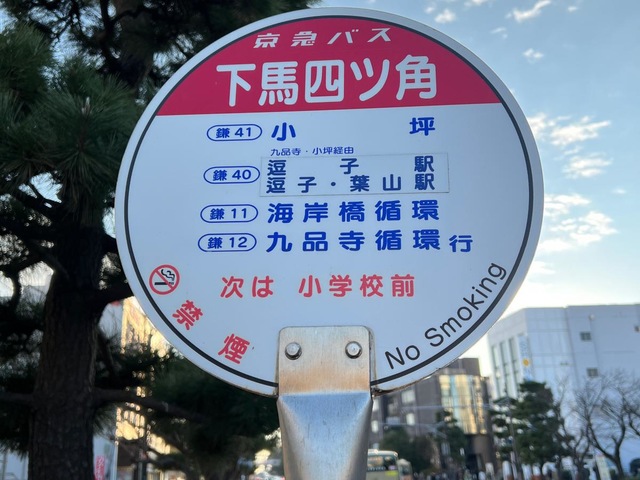 京急バス
下馬四ツ角
鎌41 小坪
九品寺・小坪経由
鎌40 逗子駅
逗子・葉山駅
鎌11 海岸橋循環
鎌12 九品寺循環行
次は 小学校前
禁煙
No Smoking